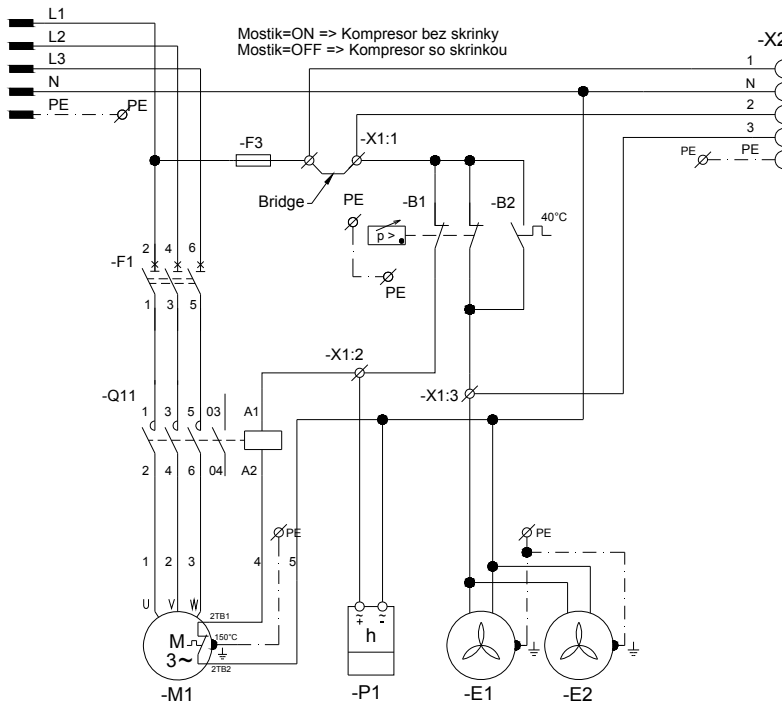 L1
L2
L3
N
PE
PE
Mostik=ON => Kompresor bez skrinky
Mostik=OFF => Kompresor so skrinkou
-X2
1
N
2
3
PE
PE
-F3
-X1:1
Bridge
PE
-B1
-B2
40°C
p >
PE
2 4 6
-F1
1 3 5
-X1:2
-X1:3
-Q11
1 3 5 03 A1
2 4 6 04 A2
PE
PE
1 2 3 4 5
U V W
2TB1
M
150°C
3~
2TB2
≈ ≈
+ -
h
-M1
-P1
-E1
-E2